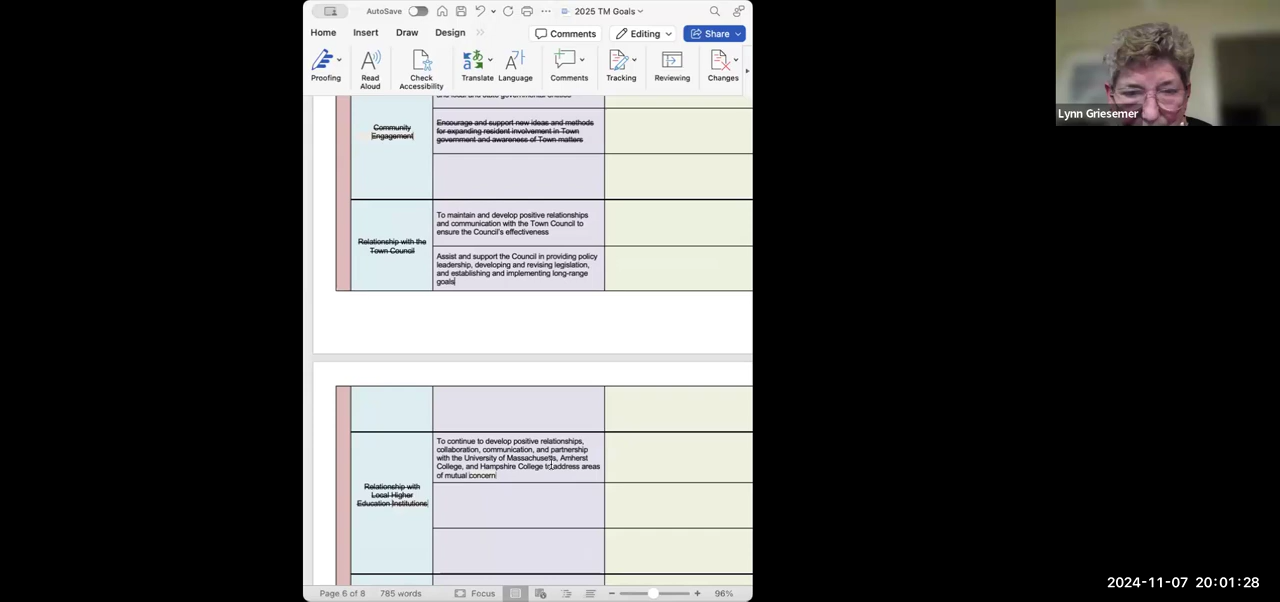 AutoSave
2025 TM Goals
Home Insert Draw Design
Comments
Editing
Share
Proofing
Read
Aloud
Check
Accessibility
Translate
Language
Comments
Tracking
Reviewing
Changes
Lynn Griesemer
and local and state governmental entities
Community
Engagement
Encourage and support new ideas and methods
for expanding resident involvement in Town
government and awareness of Town matters
Relationship with the
Town Council
To maintain and develop positive relationships
and communication with the Town Council to
ensure the Council's effectiveness
Assist and support the Council in providing policy
leadership, developing and revising legislation,
and establishing and implementing long-range
goals
Relationship with
Local Higher
Education Institutions
To continue to develop positive relationships,
collaboration, communication, and partnership
with the University of Massachusetts, Amherst
College, and Hampshire College to address areas
of mutual concern
Page 6 of 8 785 words
Focus
96%
2024-11-07 20:01:28